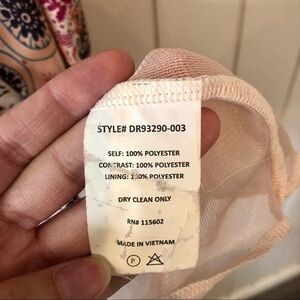 STYLE# DR93290-003
SELF: 100% POLYESTER
CONTRAST: 100% POLYESTER
LINING: 100% POLYESTER
DRY CLEAN ONLY
RN# 115602
MADE IN VIETNAM
P A